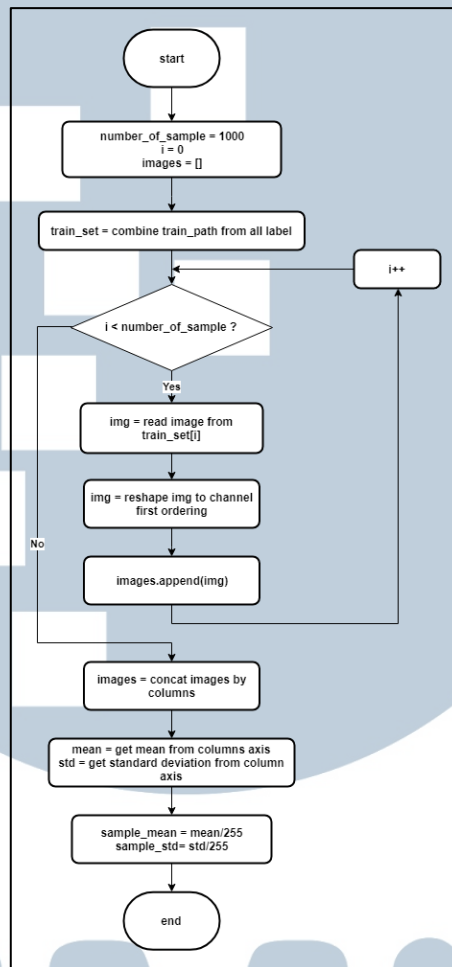 start
number_of_sample = 1000
i = 0
images = []
train_set = combine train_path from all label
i++
i < number_of_sample ?
Yes
img = read image from
train_set[i]
img = reshape img to channel
first ordering
No
images.append(img)
images = concat images by
columns
mean = get mean from columns axis
std = get standard deviation from column
axis
sample_mean = mean/255
sample_std= std/255
end